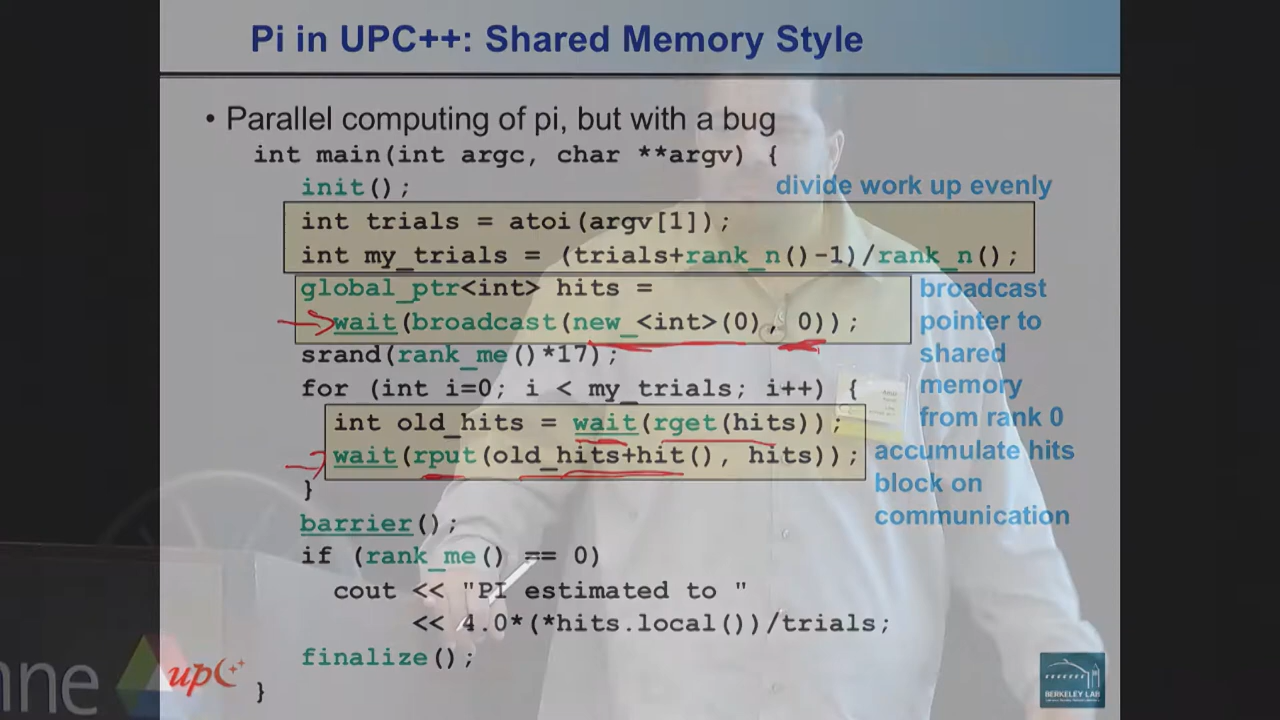 Pi in UPC++: Shared Memory Style
• Parallel computing of pi, but with a bug
int main(int argc, char **argv) {
init();
divide work up evenly
int trials = atoi(argv[1]);
int my_trials = (trials+rank_n()-1)/rank_n();
global_ptr<int> hits =
wait(broadcast(new_<int>(0), 0));
broadcast
pointer to
shared
memory
from rank 0
srand(rank_me()*17);
for (int i=0; i < my_trials; i++) {
int old_hits = wait(rget(hits));
wait(rput(old_hits+hit(), hits));
accumulate hits
block on
communication
}
barrier();
if (rank_me() == 0)
cout << "PI estimated to "
<< 4.0*(*hits.local())/trials;
finalize();
}
nne
upc++
BERKELEY LAB